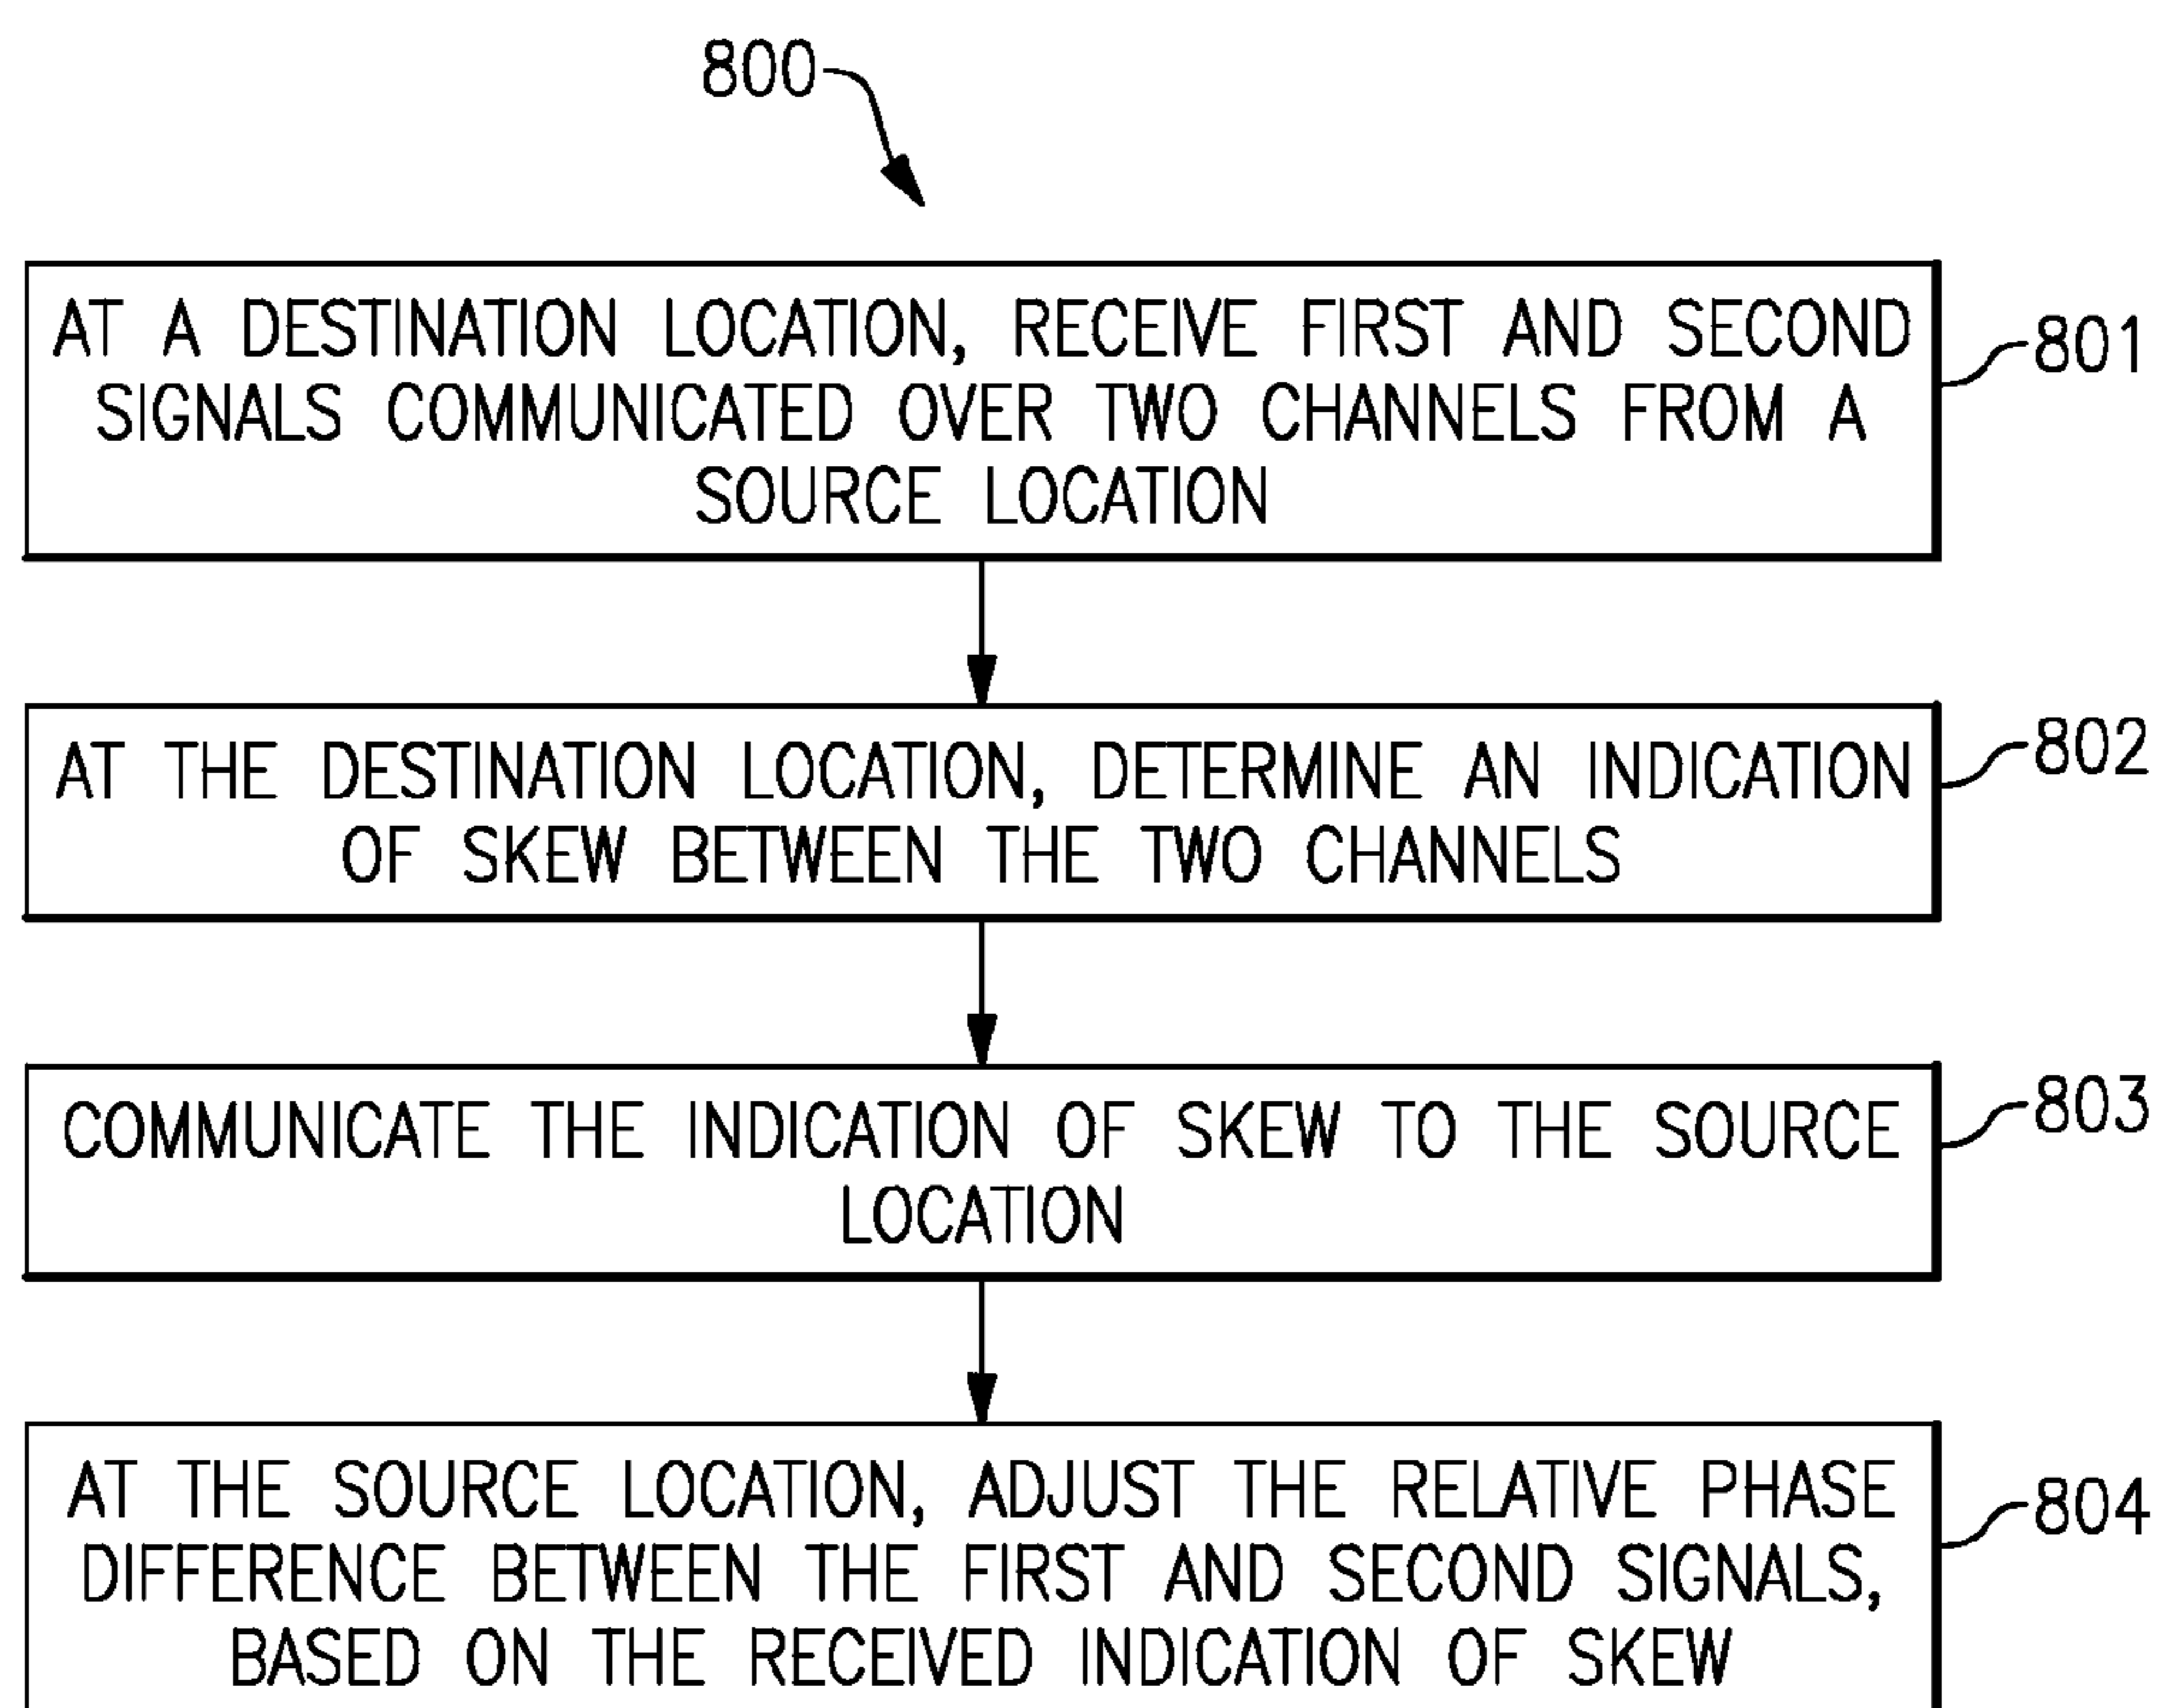 800
AT A DESTINATION LOCATION, RECEIVE FIRST AND SECOND
SIGNALS COMMUNICATED OVER TWO CHANNELS FROM A
SOURCE LOCATION
801
AT THE DESTINATION LOCATION, DETERMINE AN INDICATION
OF SKEW BETWEEN THE TWO CHANNELS
802
COMMUNICATE THE INDICATION OF SKEW TO THE SOURCE
LOCATION
803
AT THE SOURCE LOCATION, ADJUST THE RELATIVE PHASE
DIFFERENCE BETWEEN THE FIRST AND SECOND SIGNALS,
BASED ON THE RECEIVED INDICATION OF SKEW
804